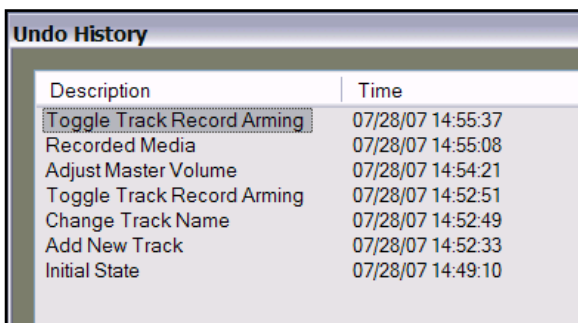 Undo History
Description Time
Toggle Track Record Arming 07/28/07 14:55:37
Recorded Media 07/28/07 14:55:08
Adjust Master Volume 07/28/07 14:54:21
Toggle Track Record Arming 07/28/07 14:52:51
Change Track Name 07/28/07 14:52:49
Add New Track 07/28/07 14:52:33
Initial State 07/28/07 14:49:10